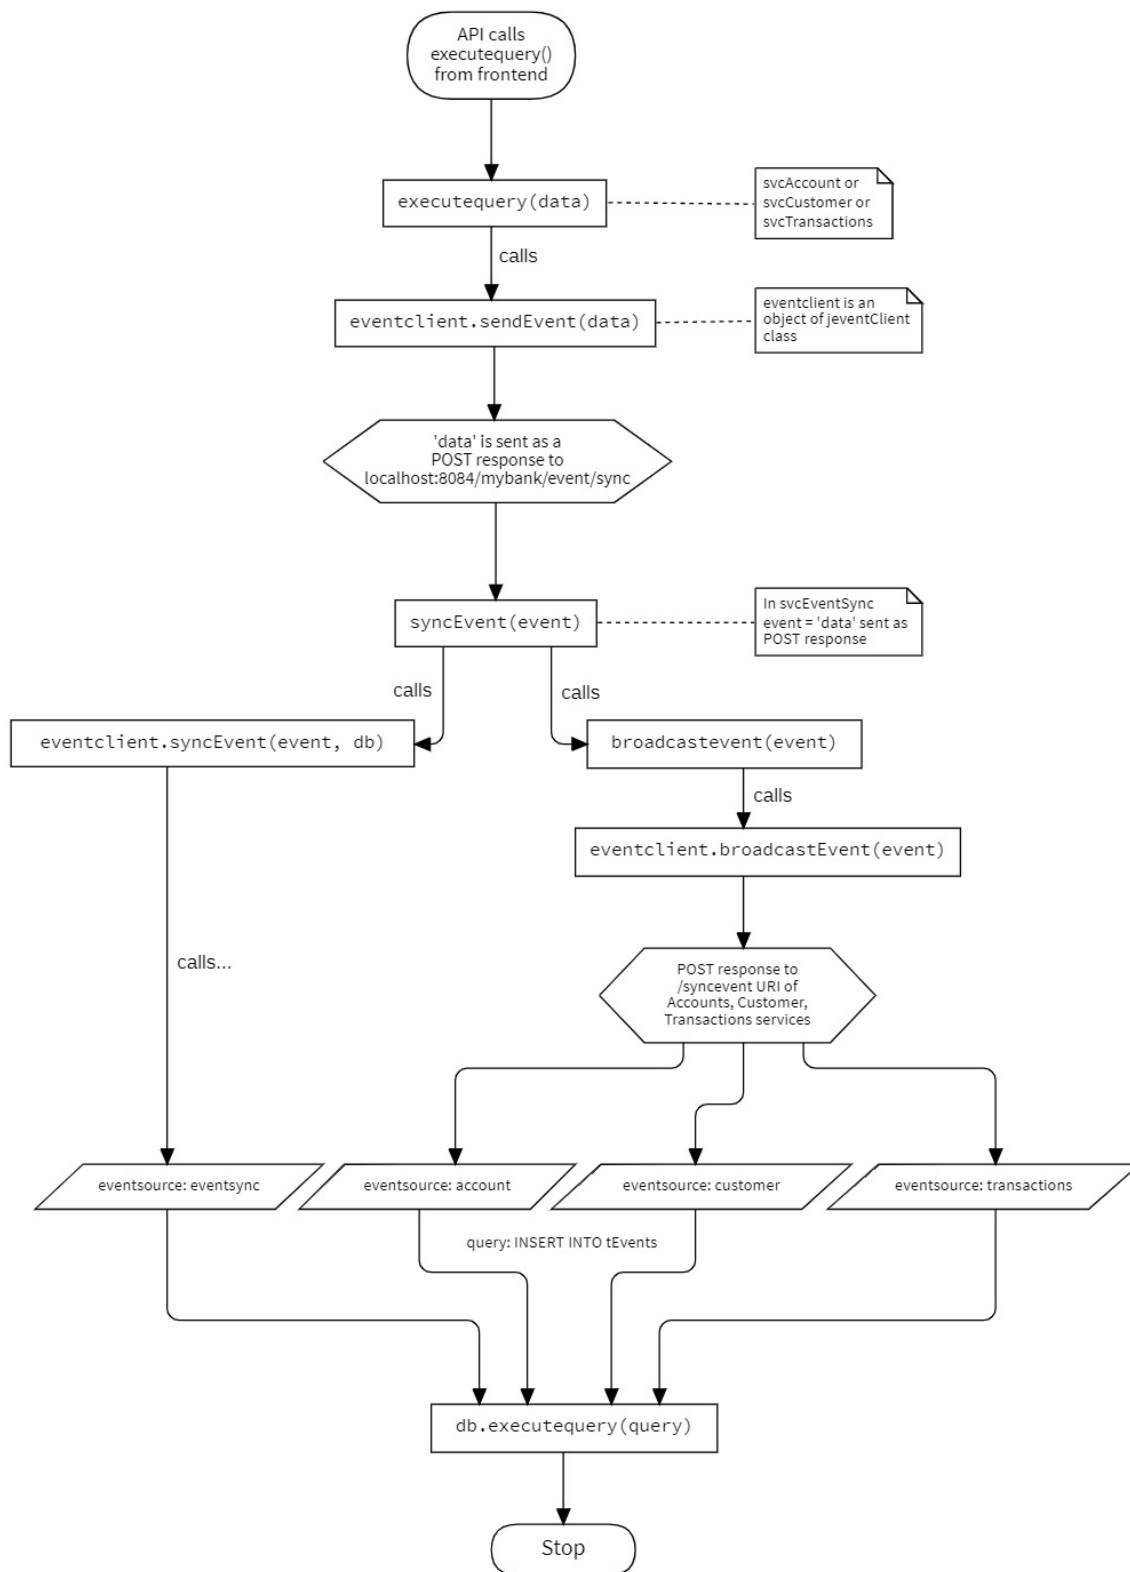 API calls
executequery()
from frontend
executequery(data)
svcAccount or
svcCustomer or
svcTransactions
calls
eventclient.sendEvent(data)
eventclient is an
object of jeventClient
class
'data' is sent as a
POST response to
localhost:8084/mybank/event/sync
syncEvent(event)
In svcEventSync
event = 'data' sent as
POST response
calls
calls
eventclient.syncEvent(event, db)
broadcastevent(event)
calls
eventclient.broadcastEvent(event)
calls...
POST response to
/syncevent URI of
Accounts, Customer,
Transactions services
eventsource: eventsync
eventsource: account
eventsource: customer
eventsource: transactions
query: INSERT INTO tEvents
db.executequery(query)
Stop